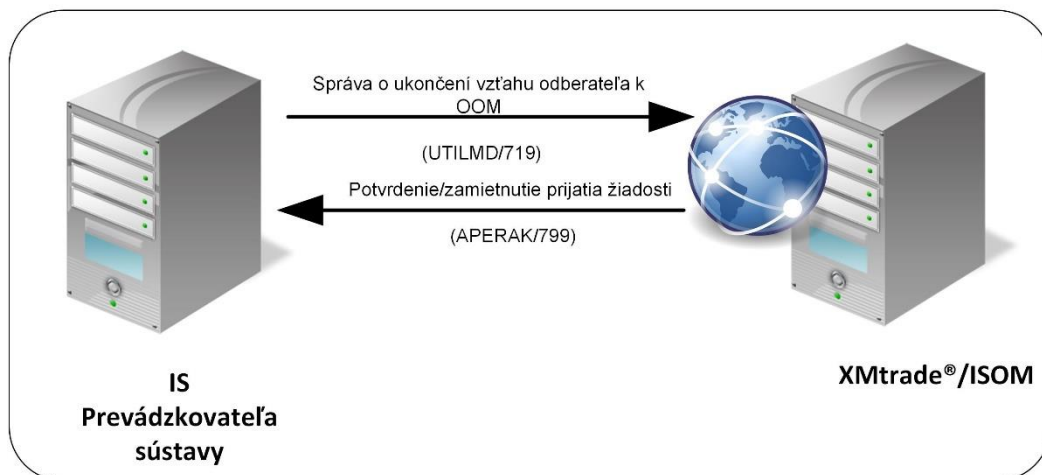 Správa o ukončení vzťahu odberateľa k
OOM
(UTILMD/719)
Potvrdenie/zamietnutie prijatia žiadosti
(APERAK/799)
IS
Prevádzkovateľa
sústavy
XMtrade®/ISOM